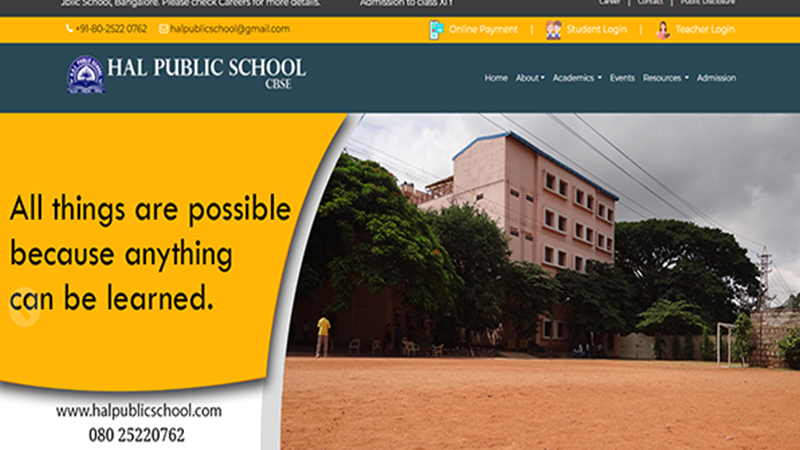 Public School, Bangalore. Please check Careers for more details. Admission to class XI
Career | Contact | Public Disclosure
+91-80-2522 0762 halpublicschool@gmail.com
Online Payment | Student Login | Teacher Login
HAL PUBLIC SCHOOL
CBSE
Home About Academics Events Resources Admission
All things are possible
because anything
can be learned.
www.halpublicschool.com
080 25220762